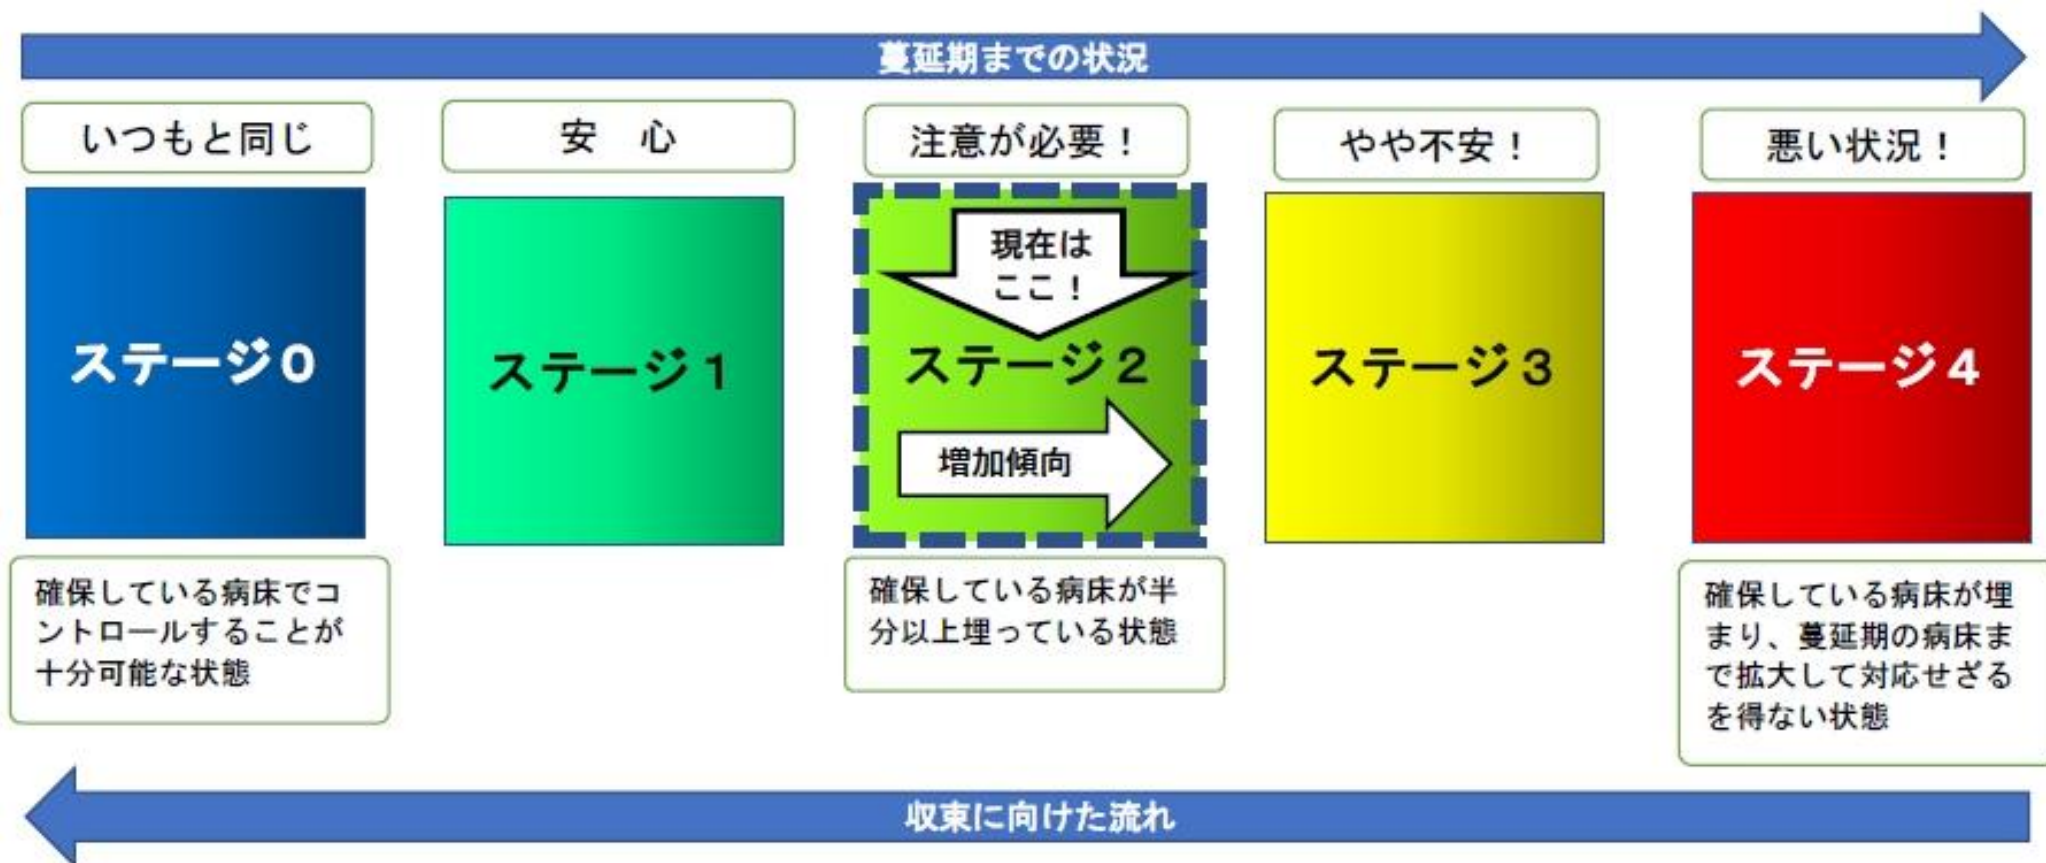 蔓延期までの状況
いつもと同じ
安　心
注意が必要！
やや不安！
悪い状況！
現在は
ここ！
ステージ０
ステージ１
ステージ２
ステージ３
ステージ４
増加傾向
確保している病床でコ
ントロールすることが
十分可能な状態
確保している病床が半
分以上埋っている状態
確保している病床が埋
まり、蔓延期の病床ま
で拡大して対応せざる
を得ない状態
収束に向けた流れ